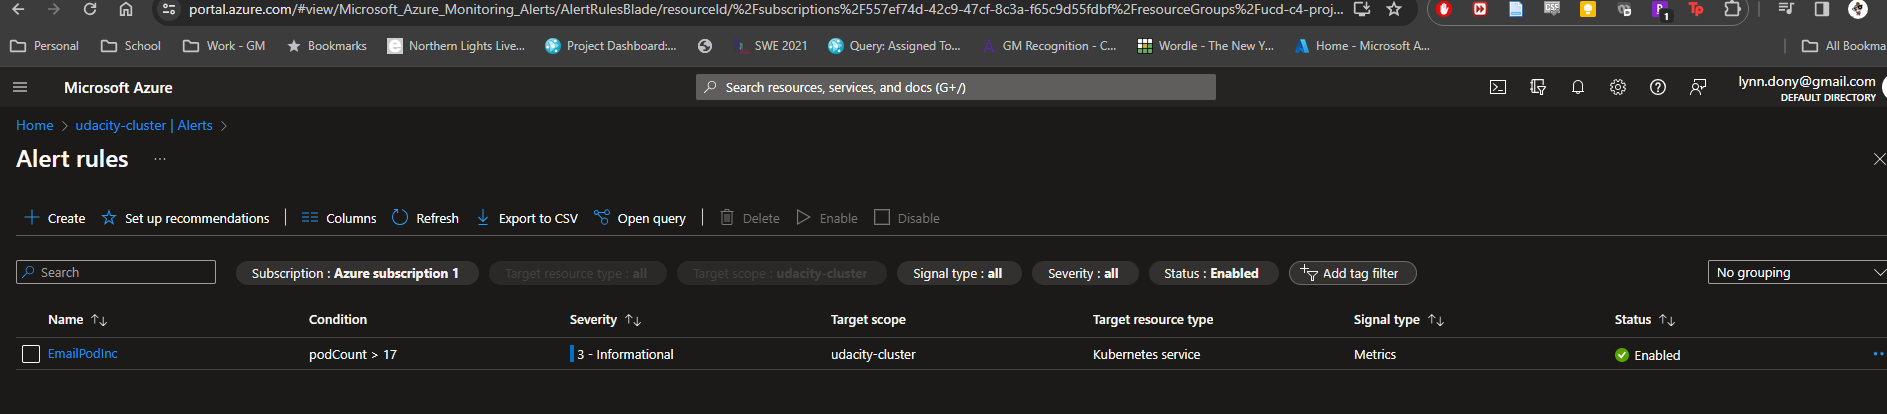 portal.azure.com/#view/Microsoft_Azure_Monitoring_Alerts/AlertRulesBlade/resourceId/%2Fsubscriptions%2F557ef74d-42c9-47cf-8c3a-f65c9d55fdbf%2FresourceGroups%2Fucd-c4-proj...
Personal School Work - GM Bookmarks Northern Lights Live... Project Dashboard:... SWE 2021 Query: Assigned To... GM Recognition - C... Wordle - The New Y... Home - Microsoft A... All Bookma
Microsoft Azure Search resources, services, and docs (G+/) lynn.dony@gmail.com
DEFAULT DIRECTORY
Home > udacity-cluster | Alerts >
Alert rules ...
Create Set up recommendations Columns Refresh Export to CSV Open query Delete Enable Disable
Search Subscription : Azure subscription 1 Target resource type : all Target scope : udacity-cluster Signal type : all Severity : all Status : Enabled Add tag filter No grouping
Name Condition Severity Target scope Target resource type Signal type Status
EmailPodInc podCount > 17 3 - Informational udacity-cluster Kubernetes service Metrics Enabled